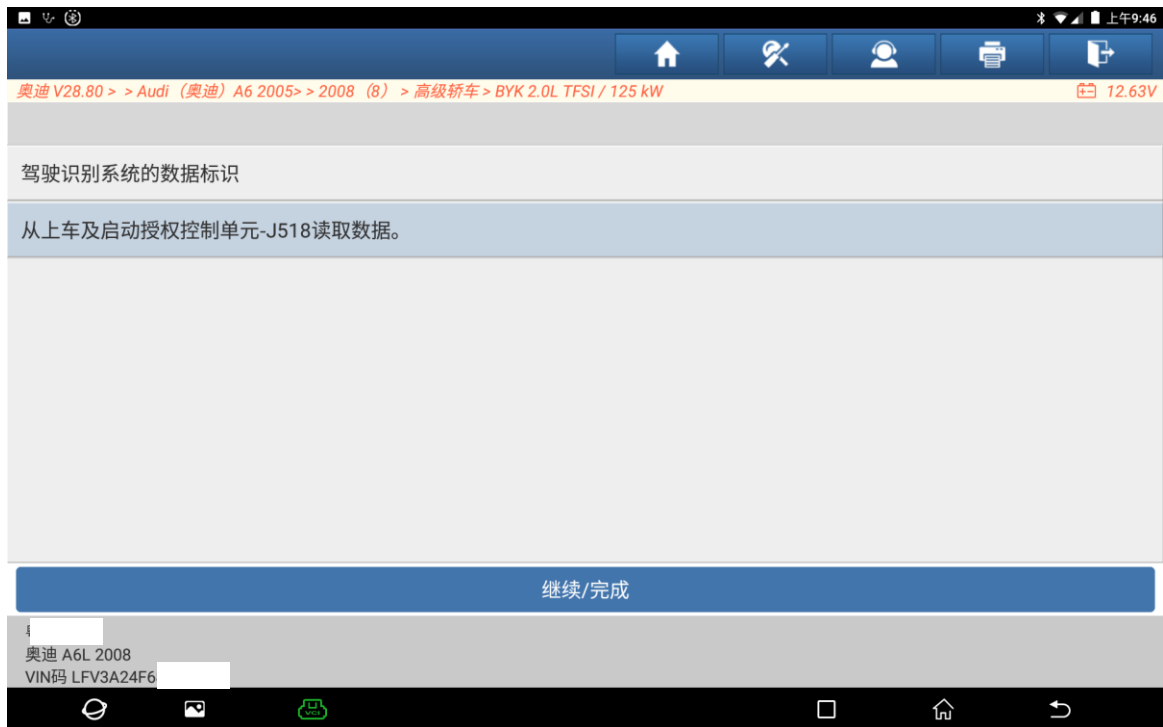 上午9:46
奥迪 V28.80 > > Audi（奥迪）A6 2005> > 2008（8） > 高级轿车 > BYK 2.0L TFSI / 125 kW
12.63V
驾驶识别系统的数据标识
从上车及启动授权控制单元-J518读取数据。
继续/完成
奥迪 A6L 2008
VIN码 LFV3A24F6
VCI